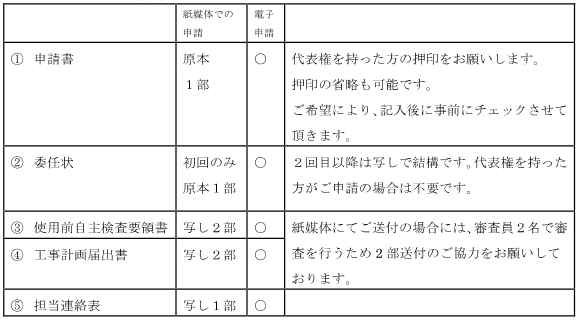 紙媒体での
申請
電子
申請
① 申請書
原本
１部
○
代表権を持った方の押印をお願いします。
押印の省略も可能です。
ご希望により、記入後に事前にチェックさせて
頂きます。
② 委任状
初回のみ
原本１部
○
２回目以降は写しで結構です。代表権を持った
方がご申請の場合は不要です。
③ 使用前自主検査要領書
写し２部
○
④ 工事計画届出書
写し２部
○
紙媒体にてご送付の場合には、審査員２名で審
査を行うため２部送付のご協力をお願いして
おります。
⑤ 担当連絡表
写し１部
○